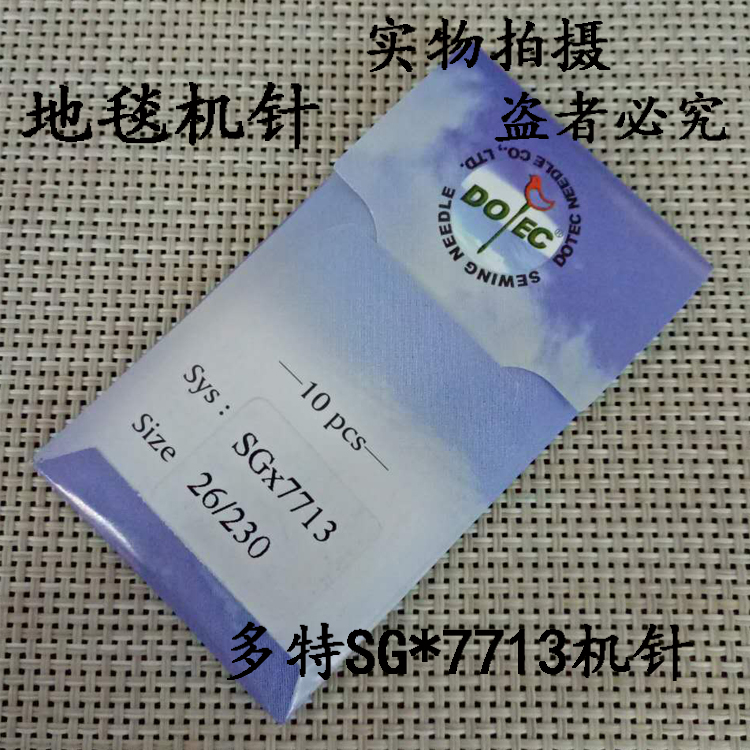 实物拍摄
地毯机针
盗者必究
DOTEC NEEDLE CO., LTD.
DOTEC®
SEWING NEEDLE
—10 pcs—
Sys : SGx7713
Size 26/230
多特SG*7713机针